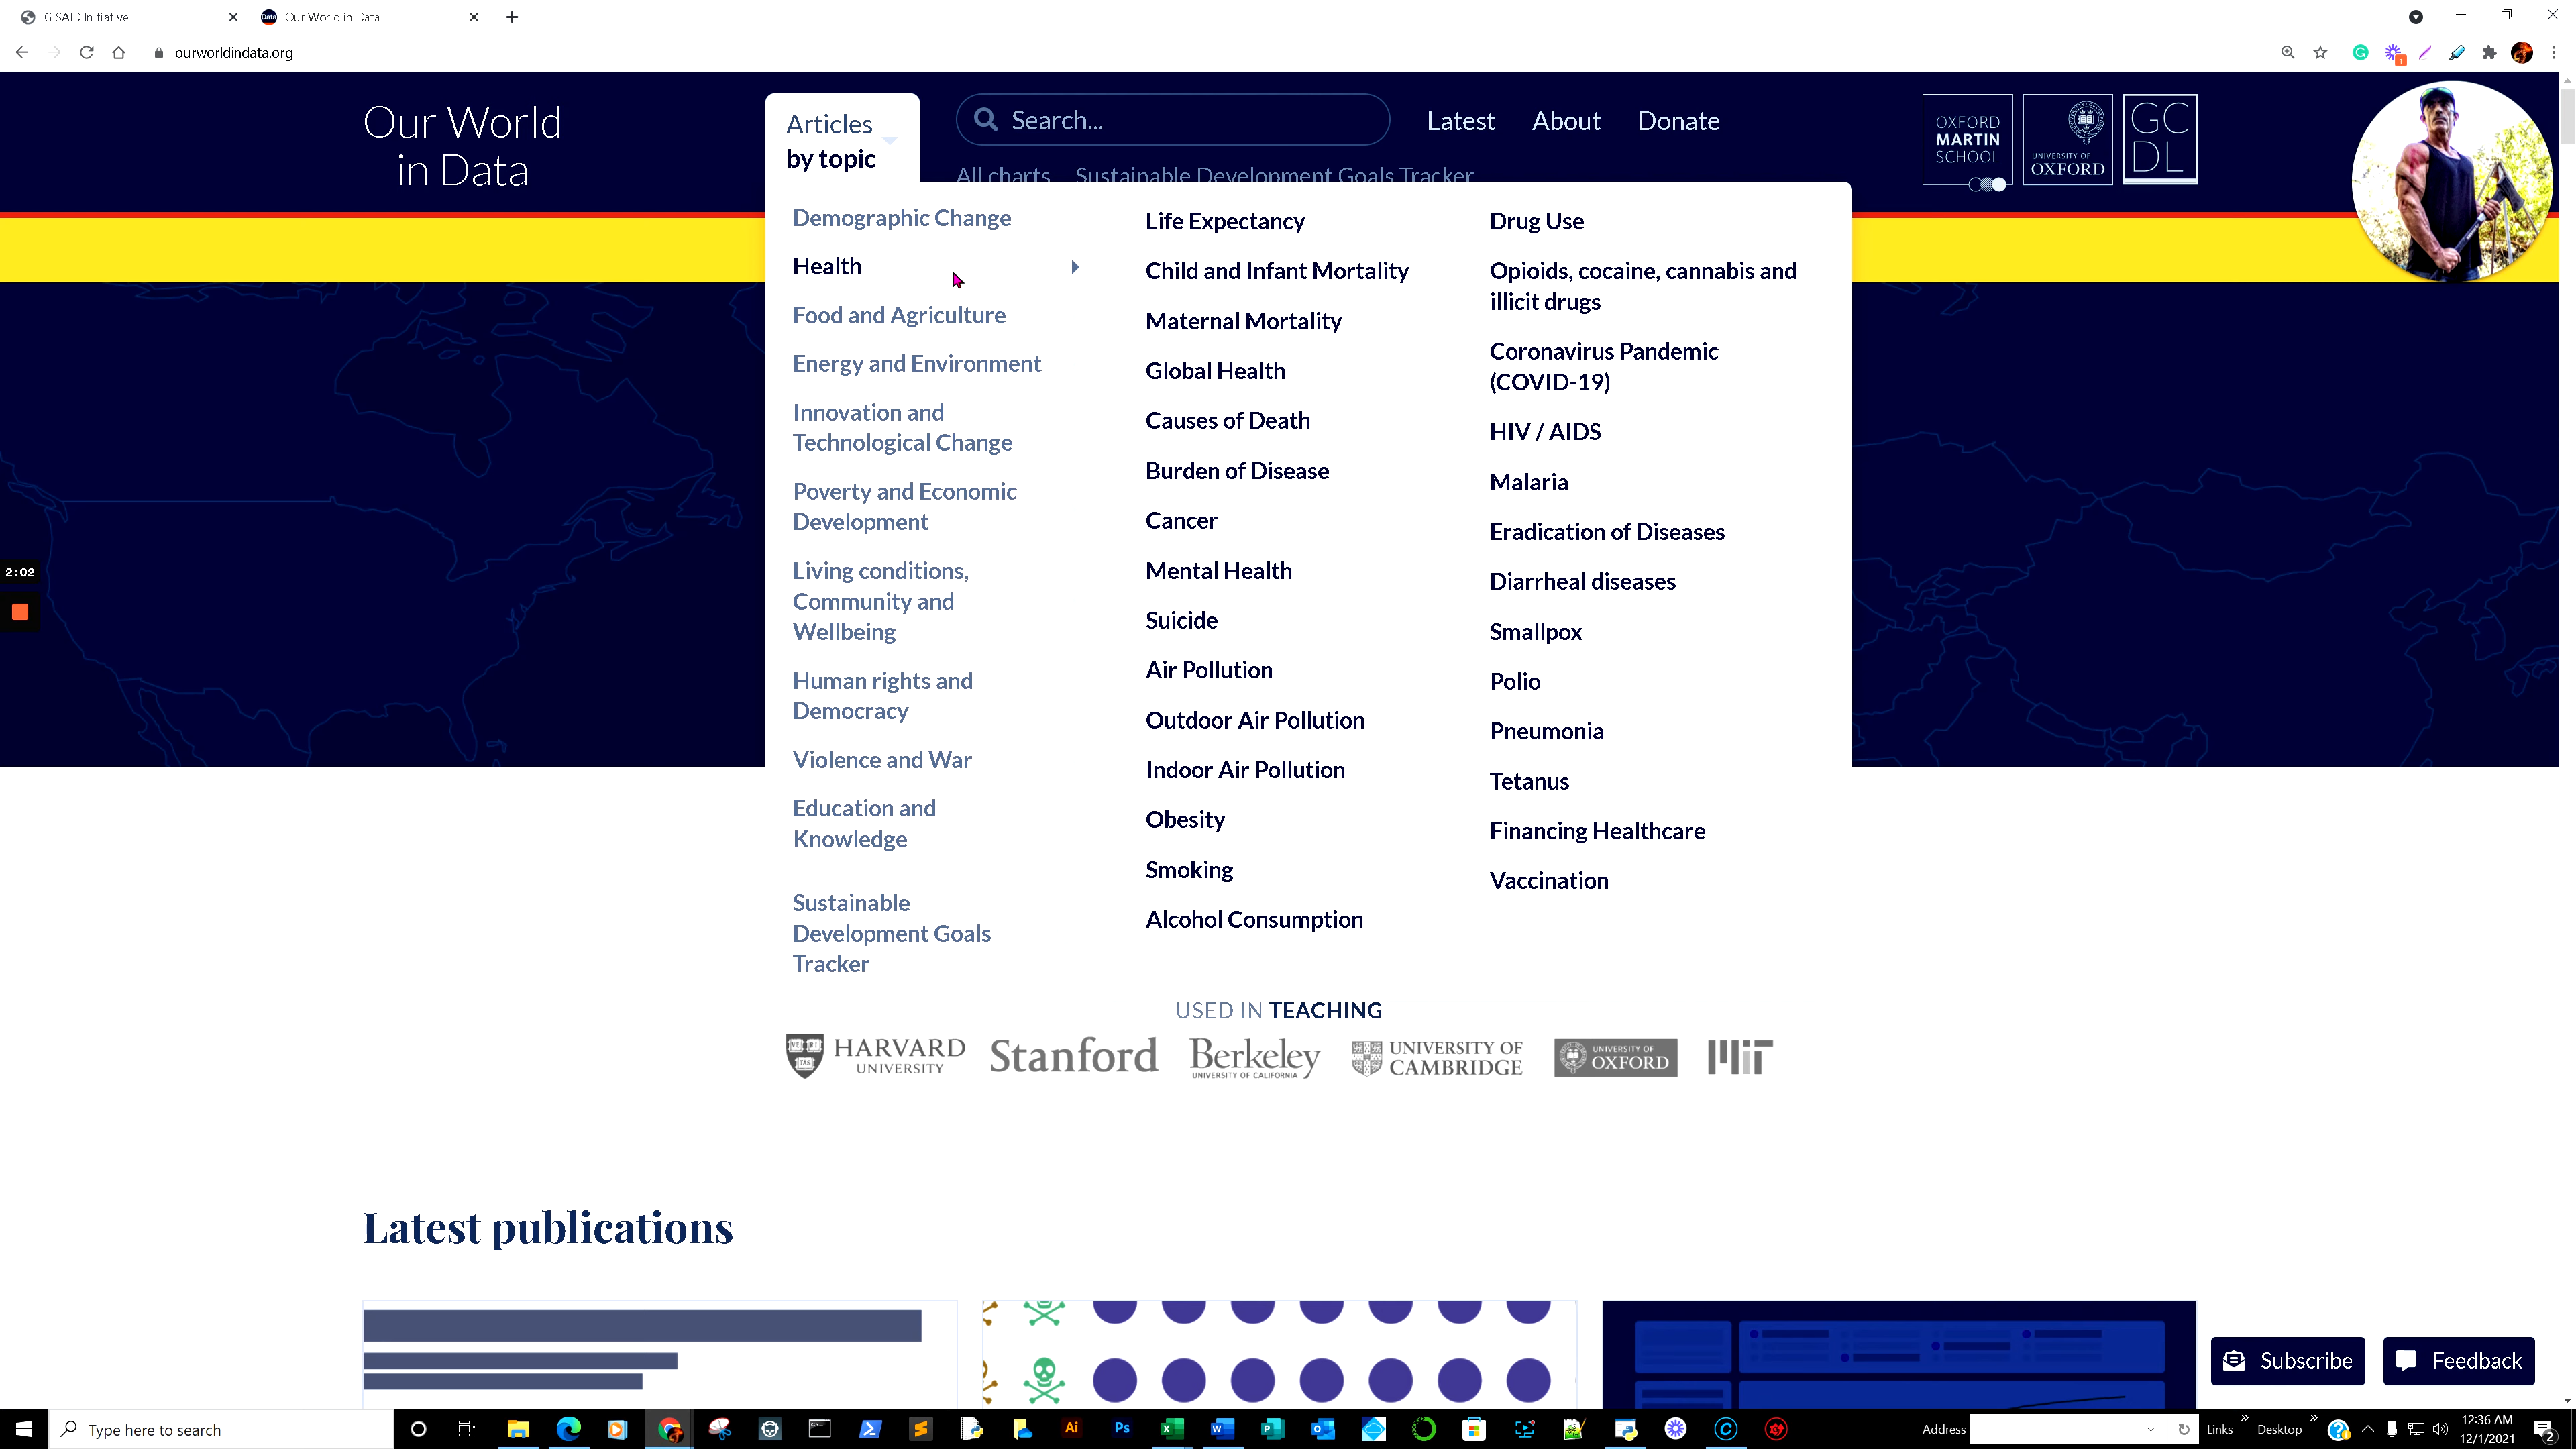 GISAID Initiative
Data
Our World in Data
ourworldindata.org
1
Our World
in Data
Articles
by topic
Search...
Latest
About
Donate
All charts
Sustainable Development Goals Tracker
OXFORD
MARTIN
SCHOOL
UNIVERSITY OF
OXFORD
GC
DL
Demographic Change
Health
Food and Agriculture
Energy and Environment
Innovation and
Technological Change
Poverty and Economic
Development
Living conditions,
Community and
Wellbeing
Human rights and
Democracy
Violence and War
Education and
Knowledge
Sustainable
Development Goals
Tracker
Life Expectancy
Child and Infant Mortality
Maternal Mortality
Global Health
Causes of Death
Burden of Disease
Cancer
Mental Health
Suicide
Air Pollution
Outdoor Air Pollution
Indoor Air Pollution
Obesity
Smoking
Alcohol Consumption
Drug Use
Opioids, cocaine, cannabis and
illicit drugs
Coronavirus Pandemic
(COVID-19)
HIV / AIDS
Malaria
Eradication of Diseases
Diarrheal diseases
Smallpox
Polio
Pneumonia
Tetanus
Financing Healthcare
Vaccination
2:02
USED IN TEACHING
HARVARD
UNIVERSITY
Stanford
Berkeley
UNIVERSITY OF CALIFORNIA
UNIVERSITY OF
CAMBRIDGE
UNIVERSITY OF
OXFORD
MIT
Latest publications
Subscribe
Feedback
Type here to search
Ai
Ps
Address
Links
Desktop
12:36 AM
12/1/2021
2